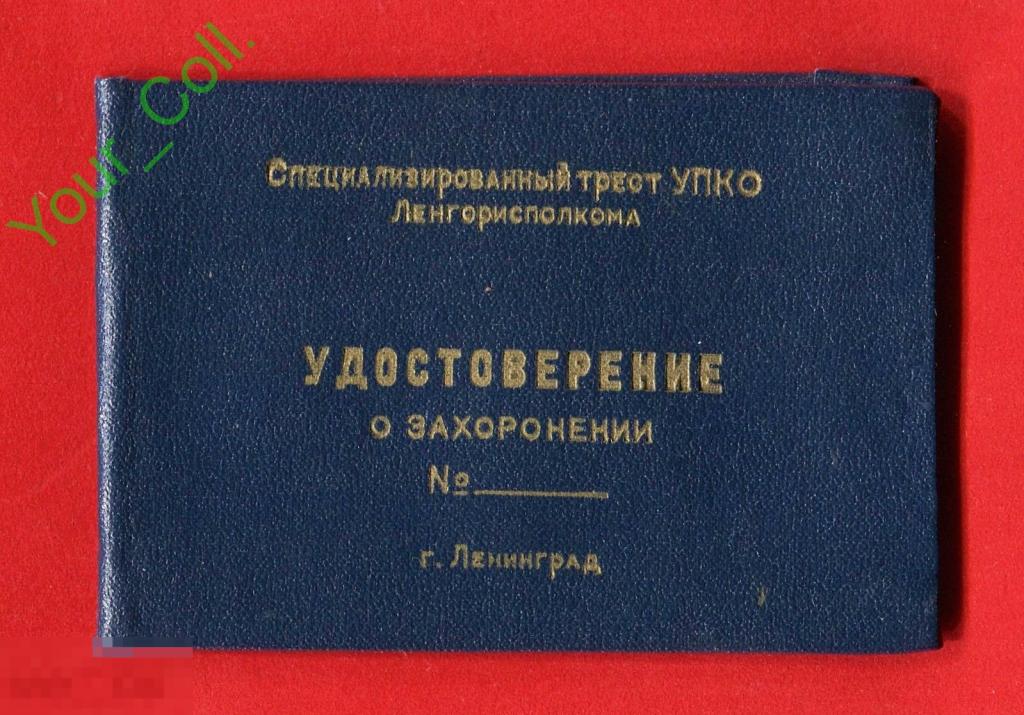 Your_Coll.
Специализированный трест УПКО
Ленгорисполкома
УДОСТОВЕРЕНИЕ
О ЗАХОРОНЕНИИ
№
г. Ленинград